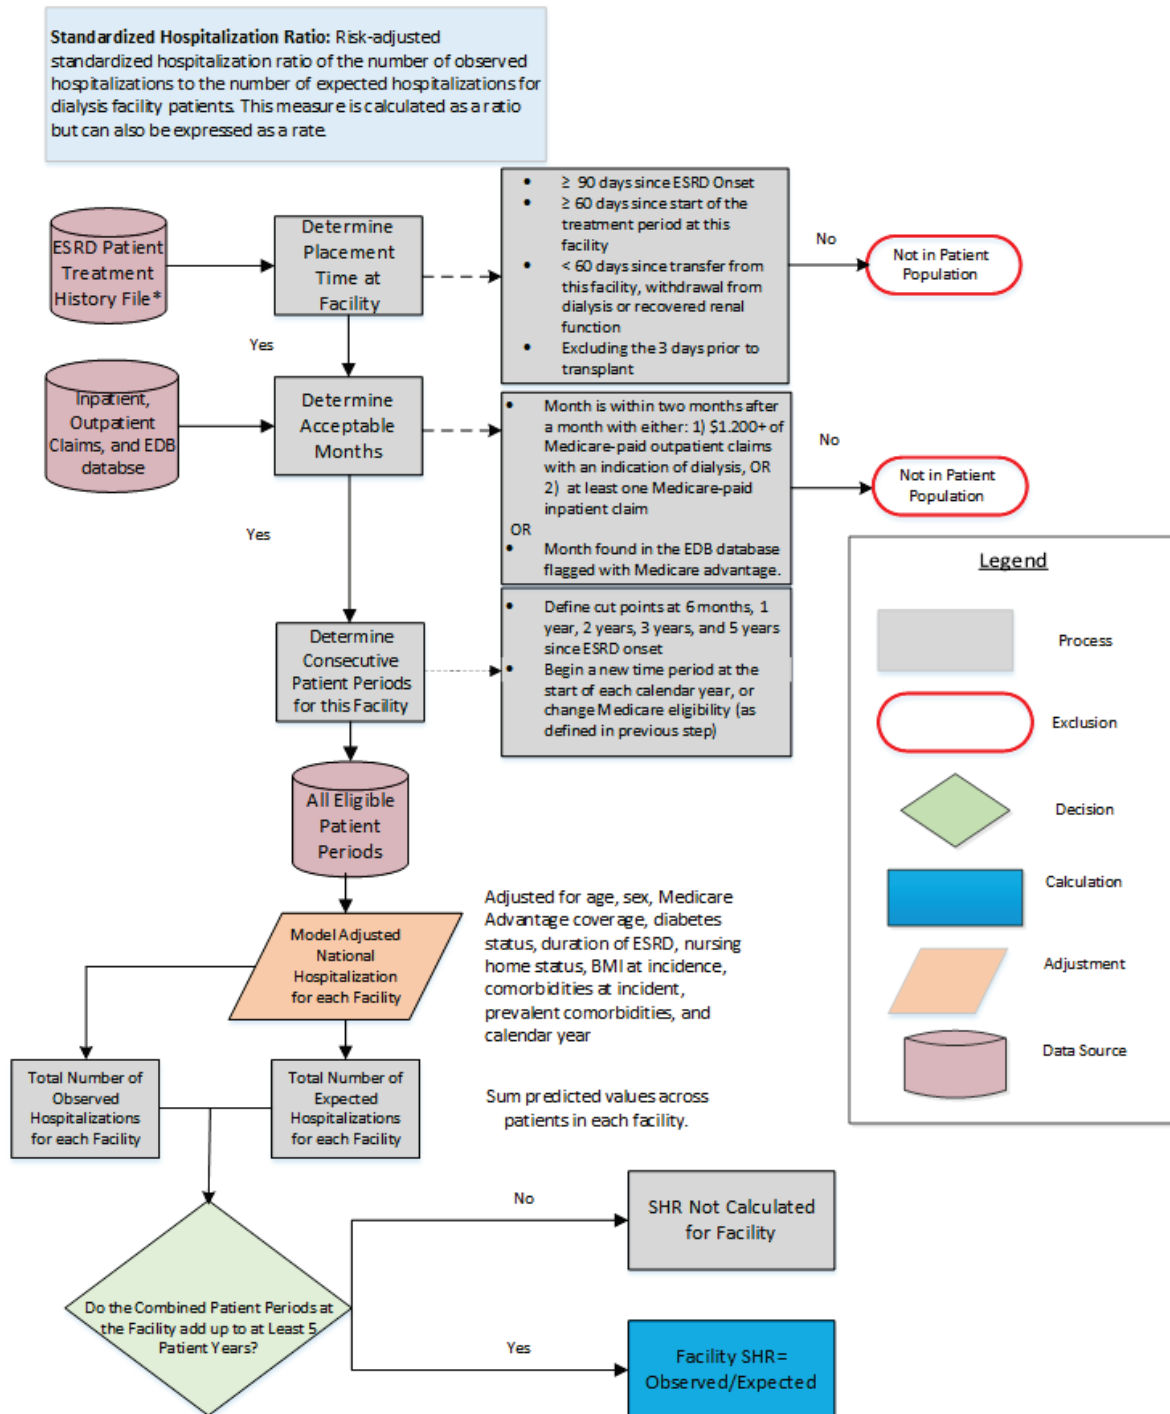 Standardized Hospitalization Ratio: Risk-adjusted
standardized hospitalization ratio of the number of observed
hospitalizations to the number of expected hospitalizations for
dialysis facility patients. This measure is calculated as a ratio
but can also be expressed as a rate.
ESRD Patient
Treatment
History File*
Determine
Placement
Time at
Facility
• ≥ 90 days since ESRD Onset
• ≥ 60 days since start of the
treatment period at this
facility
• < 60 days since transfer from
this facility, withdrawal from
dialysis or recovered renal
function
• Excluding the 3 days prior to
transplant
No
Not in Patient
Population
Yes
Inpatient,
Outpatient
Claims, and EDB
databse
Determine
Acceptable
Months
• Month is within two months after
a month with either: 1) $1.200+ of
Medicare-paid outpatient claims
with an indication of dialysis, OR
2) at least one Medicare-paid
inpatient claim
OR
• Month found in the EDB database
flagged with Medicare advantage.
No
Not in Patient
Population
Yes
Determine
Consecutive
Patient Periods
for this Facility
• Define cut points at 6 months, 1
year, 2 years, 3 years, and 5 years
since ESRD onset
• Begin a new time period at the
start of each calendar year, or
change Medicare eligibility (as
defined in previous step)
All Eligible
Patient
Periods
Model Adjusted
National
Hospitalization
for each Facility
Adjusted for age, sex, Medicare
Advantage coverage, diabetes
status, duration of ESRD, nursing
home status, BMI at incidence,
comorbidities at incident,
prevalent comorbidities, and
calendar year
Total Number of
Observed
Hospitalizations
for each Facility
Total Number of
Expected
Hospitalizations
for each Facility
Sum predicted values across
patients in each facility.
Do the Combined Patient Periods at
the Facility add up to at Least 5
Patient Years?
No
SHR Not Calculated
for Facility
Yes
Facility SHR=
Observed/Expected
Legend
Process
Exclusion
Decision
Calculation
Adjustment
Data Source